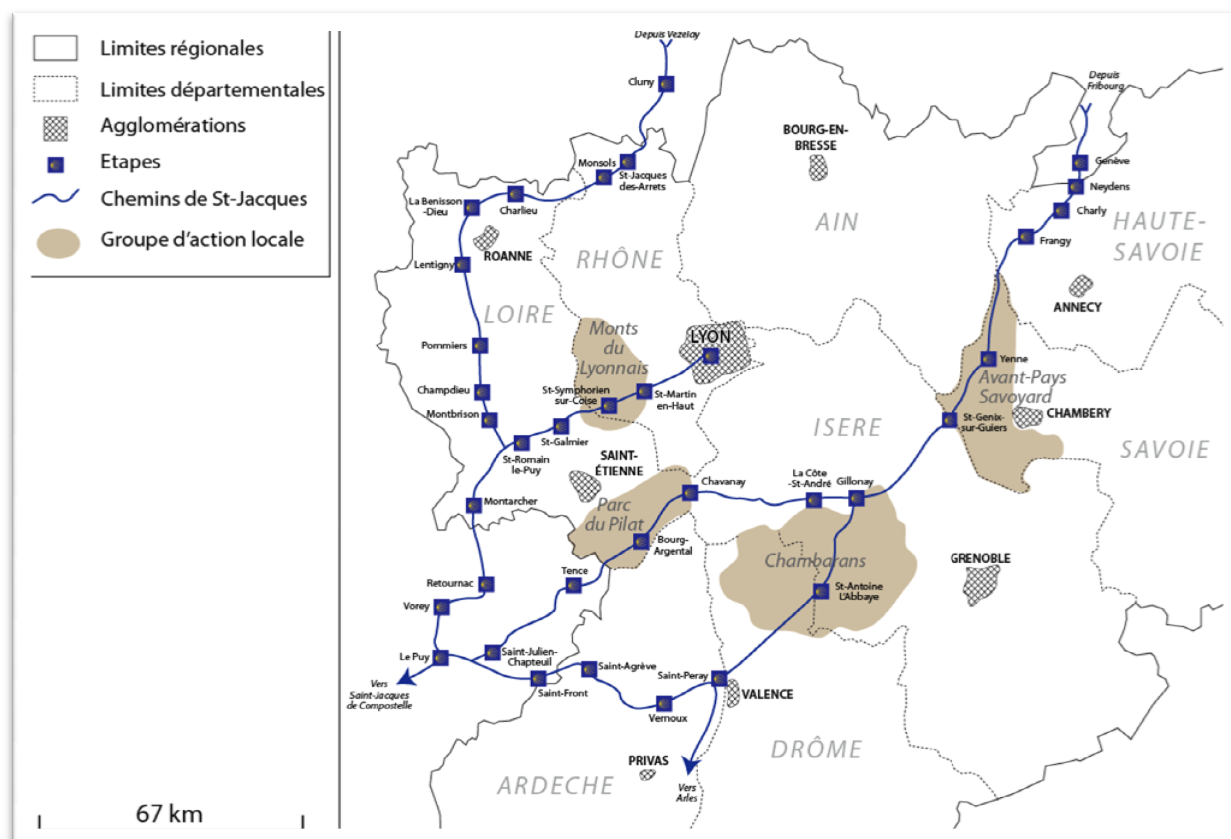 Limites régionales
Limites départementales
Agglomérations
Etapes
Chemins de St-Jacques
Groupe d'action locale
67 km
Depuis Vezelay
Cluny
Depuis
Fribourg
BOURG-EN-
BRESSE
Monsols
St-Jacques
des-Arrets
Genève
Neydens
La Benisson
-Dieu
Charlieu
Charly
AIN
HAUTE-
SAVOIE
Frangy
ROANNE
RHÔNE
Lentigny
ANNECY
LOIRE
Monts
du
Lyonnais
LYON
Pommiers
Yenne
Avant-Pays
Savoyard
Champdieu
St-Symphorien
sur-Coise
St-Martin
en-Haut
CHAMBERY
Montbrison
St-Galmier
ISERE
St-Genix-
sur-Guiers
SAVOIE
St-Romain
le-Puy
SAINT-
ÉTIENNE
Chavanay
La Côte
-St-André
Gillonay
Montarcher
Parc
du Pilat
Bourg-
Argental
Chambarans
GRENOBLE
Tence
St-Antoine
L'Abbaye
Retournac
Vorey
Le Puy
Saint-Julien-
Chapteuil
Saint-Agrève
Saint-Peray
Vers
Saint-Jacques
de Compostelle
Saint-Front
VALENCE
Vernoux
DRÔME
PRIVAS
ARDECHE
Vers
Arles